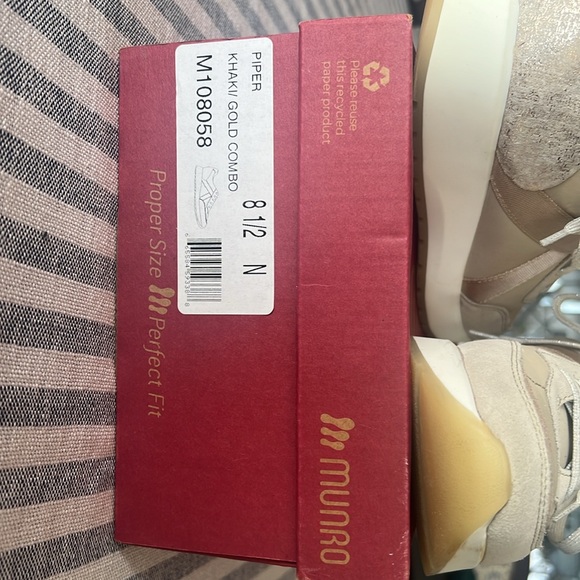 Please reuse
this recycled
paper product
MUNRO
PIPER
KHAKI/ GOLD COMBO
M108058
8 1/2 N
Proper Size Perfect Fit